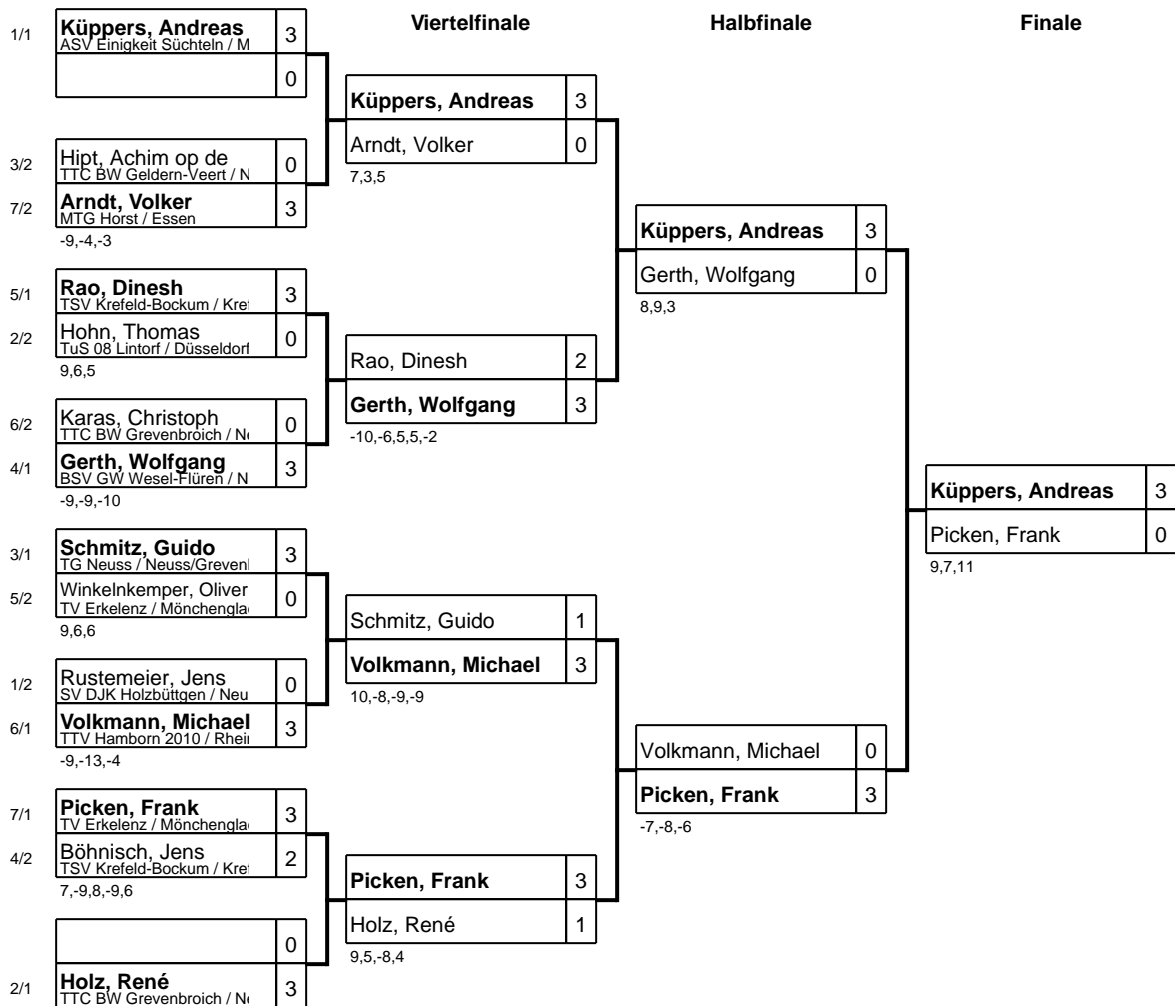 Viertelfinale
Halbfinale
Finale
1/1 Küppers, Andreas 3
ASV Einigkeit Süchteln / M
0
3/2 Hipt, Achim op de 0
TTC BW Geldern-Veert / N
7/2 Arndt, Volker 3
MTG Horst / Essen
-9,-4,-3
5/1 Rao, Dinesh 3
TSV Krefeld-Bockum / Kre
2/2 Hohn, Thomas 0
TuS 08 Lintorf / Düsseldorf
9,6,5
6/2 Karas, Christoph 0
TTC BW Grevenbroich / Ne
4/1 Gerth, Wolfgang 3
BSV GW Wesel-Flüren / N
-9,-9,-10
3/1 Schmitz, Guido 3
TG Neuss / Neuss/Greven
5/2 Winkelnkemper, Oliver 0
TV Erkelenz / Mönchengla
9,6,6
1/2 Rustemeier, Jens 0
SV DJK Holzbüttgen / Neu
6/1 Volkmann, Michael 3
TTV Hamborn 2010 / Rhei
-9,-13,-4
7/1 Picken, Frank 3
TV Erkelenz / Mönchengla
4/2 Böhnisch, Jens 2
TSV Krefeld-Bockum / Kre
7,-9,8,-9,6
0
2/1 Holz, René 3
TTC BW Grevenbroich / Ne
Küppers, Andreas 3
Arndt, Volker 0
7,3,5
Rao, Dinesh 2
Gerth, Wolfgang 3
-10,-6,5,5,-2
Schmitz, Guido 1
Volkmann, Michael 3
10,-8,-9,-9
Picken, Frank 3
Holz, René 1
9,5,-8,4
Küppers, Andreas 3
Gerth, Wolfgang 0
8,9,3
Volkmann, Michael 0
Picken, Frank 3
-7,-8,-6
Küppers, Andreas 3
Picken, Frank 0
9,7,11